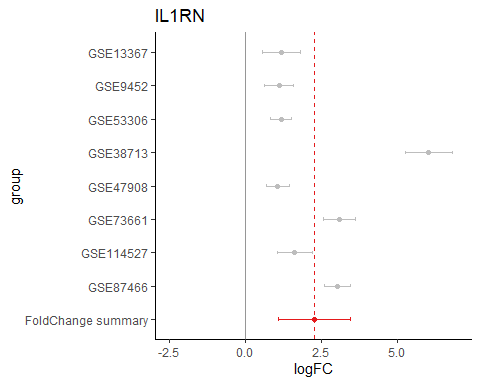 IL1RN
GSE13367
GSE9452
GSE53306
GSE38713
group
GSE47908
GSE73661
GSE114527
GSE87466
FoldChange summary
-2.5 0.0 2.5 5.0
logFC